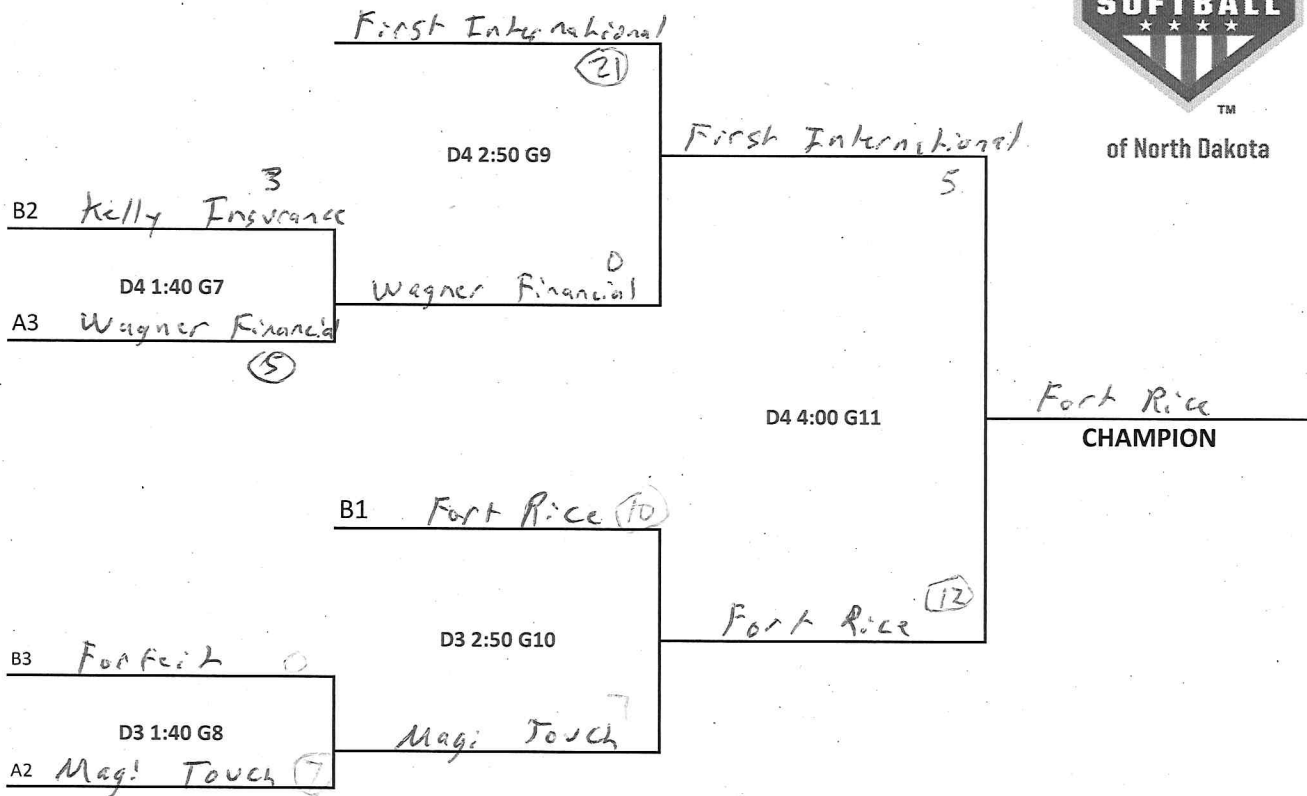 SOFTBALL
TM
of North Dakota
First International
21
D4 2:50 G9
First International
5
3
B2 Kelly Insurance
D4 1:40 G7
0
Wagner Financial
A3 Wagner Financial
5
D4 4:00 G11
Fort Rice
CHAMPION
B1 Fort Rice 10
12
Fort Rice
D3 2:50 G10
B3 Forfeit 0
7
D3 1:40 G8
Magi Touch
A2 Magi Touch 7